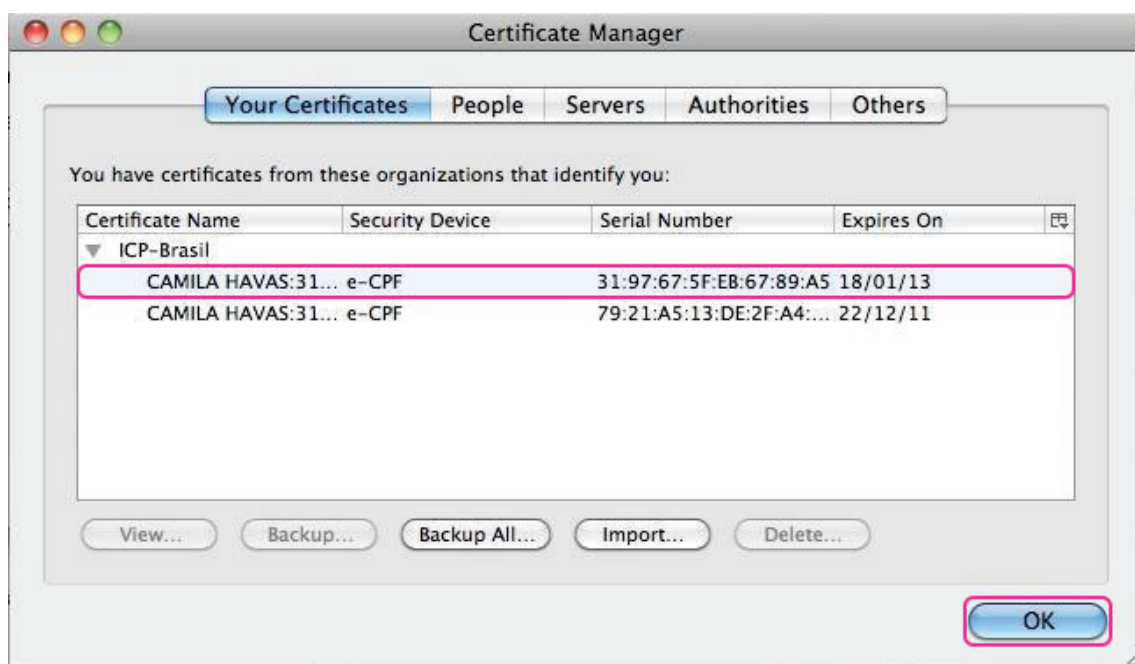 Certificate Manager
Your Certificates People Servers Authorities Others
You have certificates from these organizations that identify you:
Certificate Name Security Device Serial Number Expires On
ICP-Brasil
CAMILA HAVAS:31... e-CPF 31:97:67:5F:EB:67:89:A5 18/01/13
CAMILA HAVAS:31... e-CPF 79:21:A5:13:DE:2F:A4:... 22/12/11
View... Backup... Backup All... Import... Delete...
OK